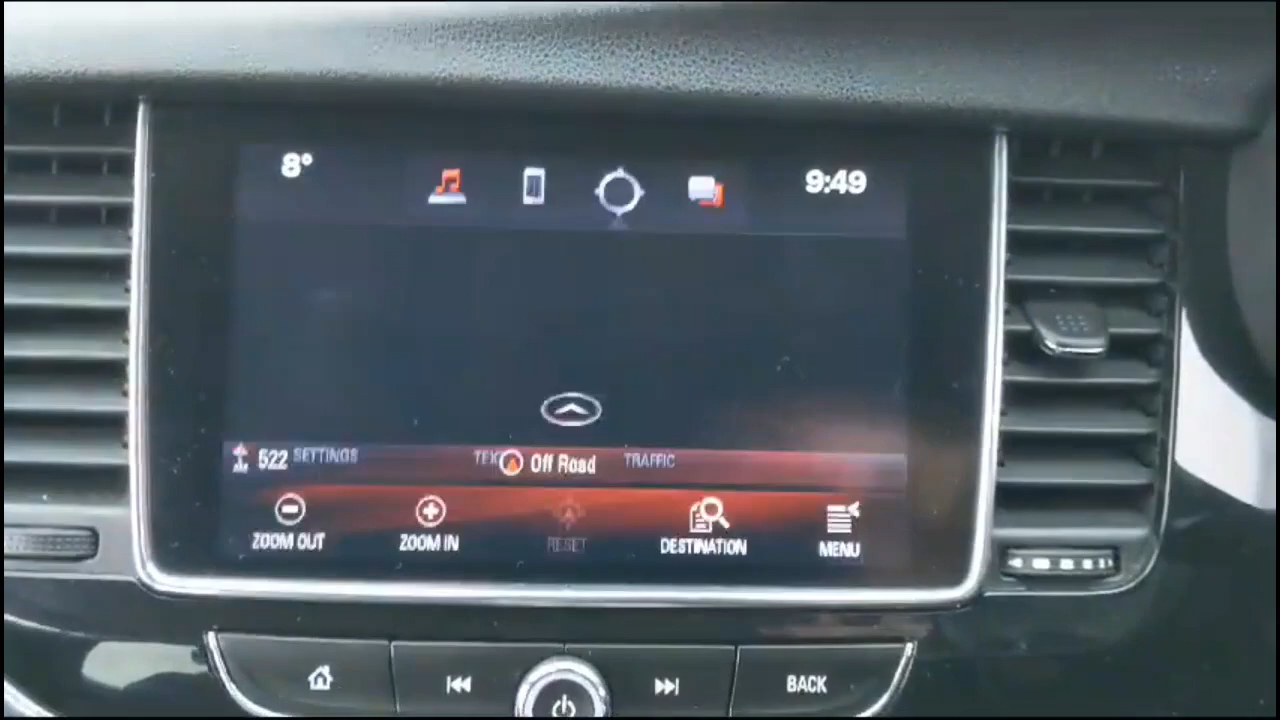 8°
9:49
522 SETTINGS
Off Road
TRAFFIC
ZOOM OUT
ZOOM IN
RESET
DESTINATION
MENU
BACK